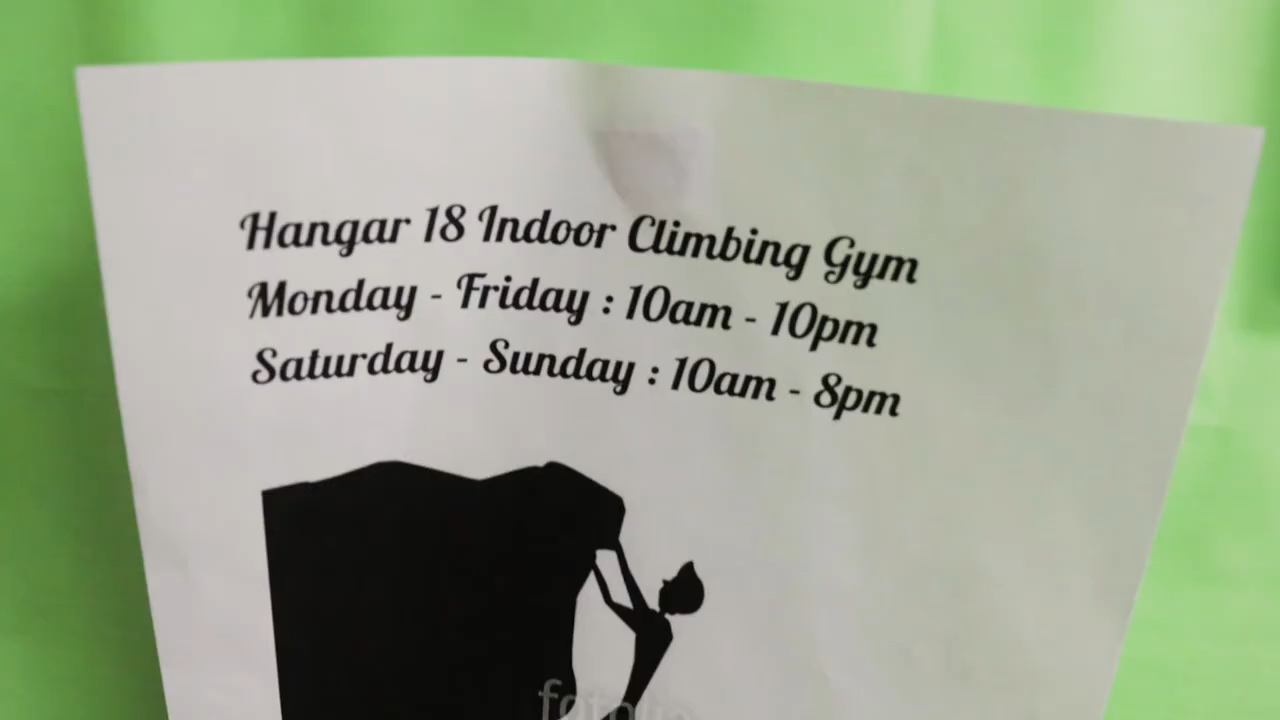 Hangar 18 Indoor Climbing Gym
Monday - Friday : 10am - 10pm
Saturday - Sunday : 10am - 8pm